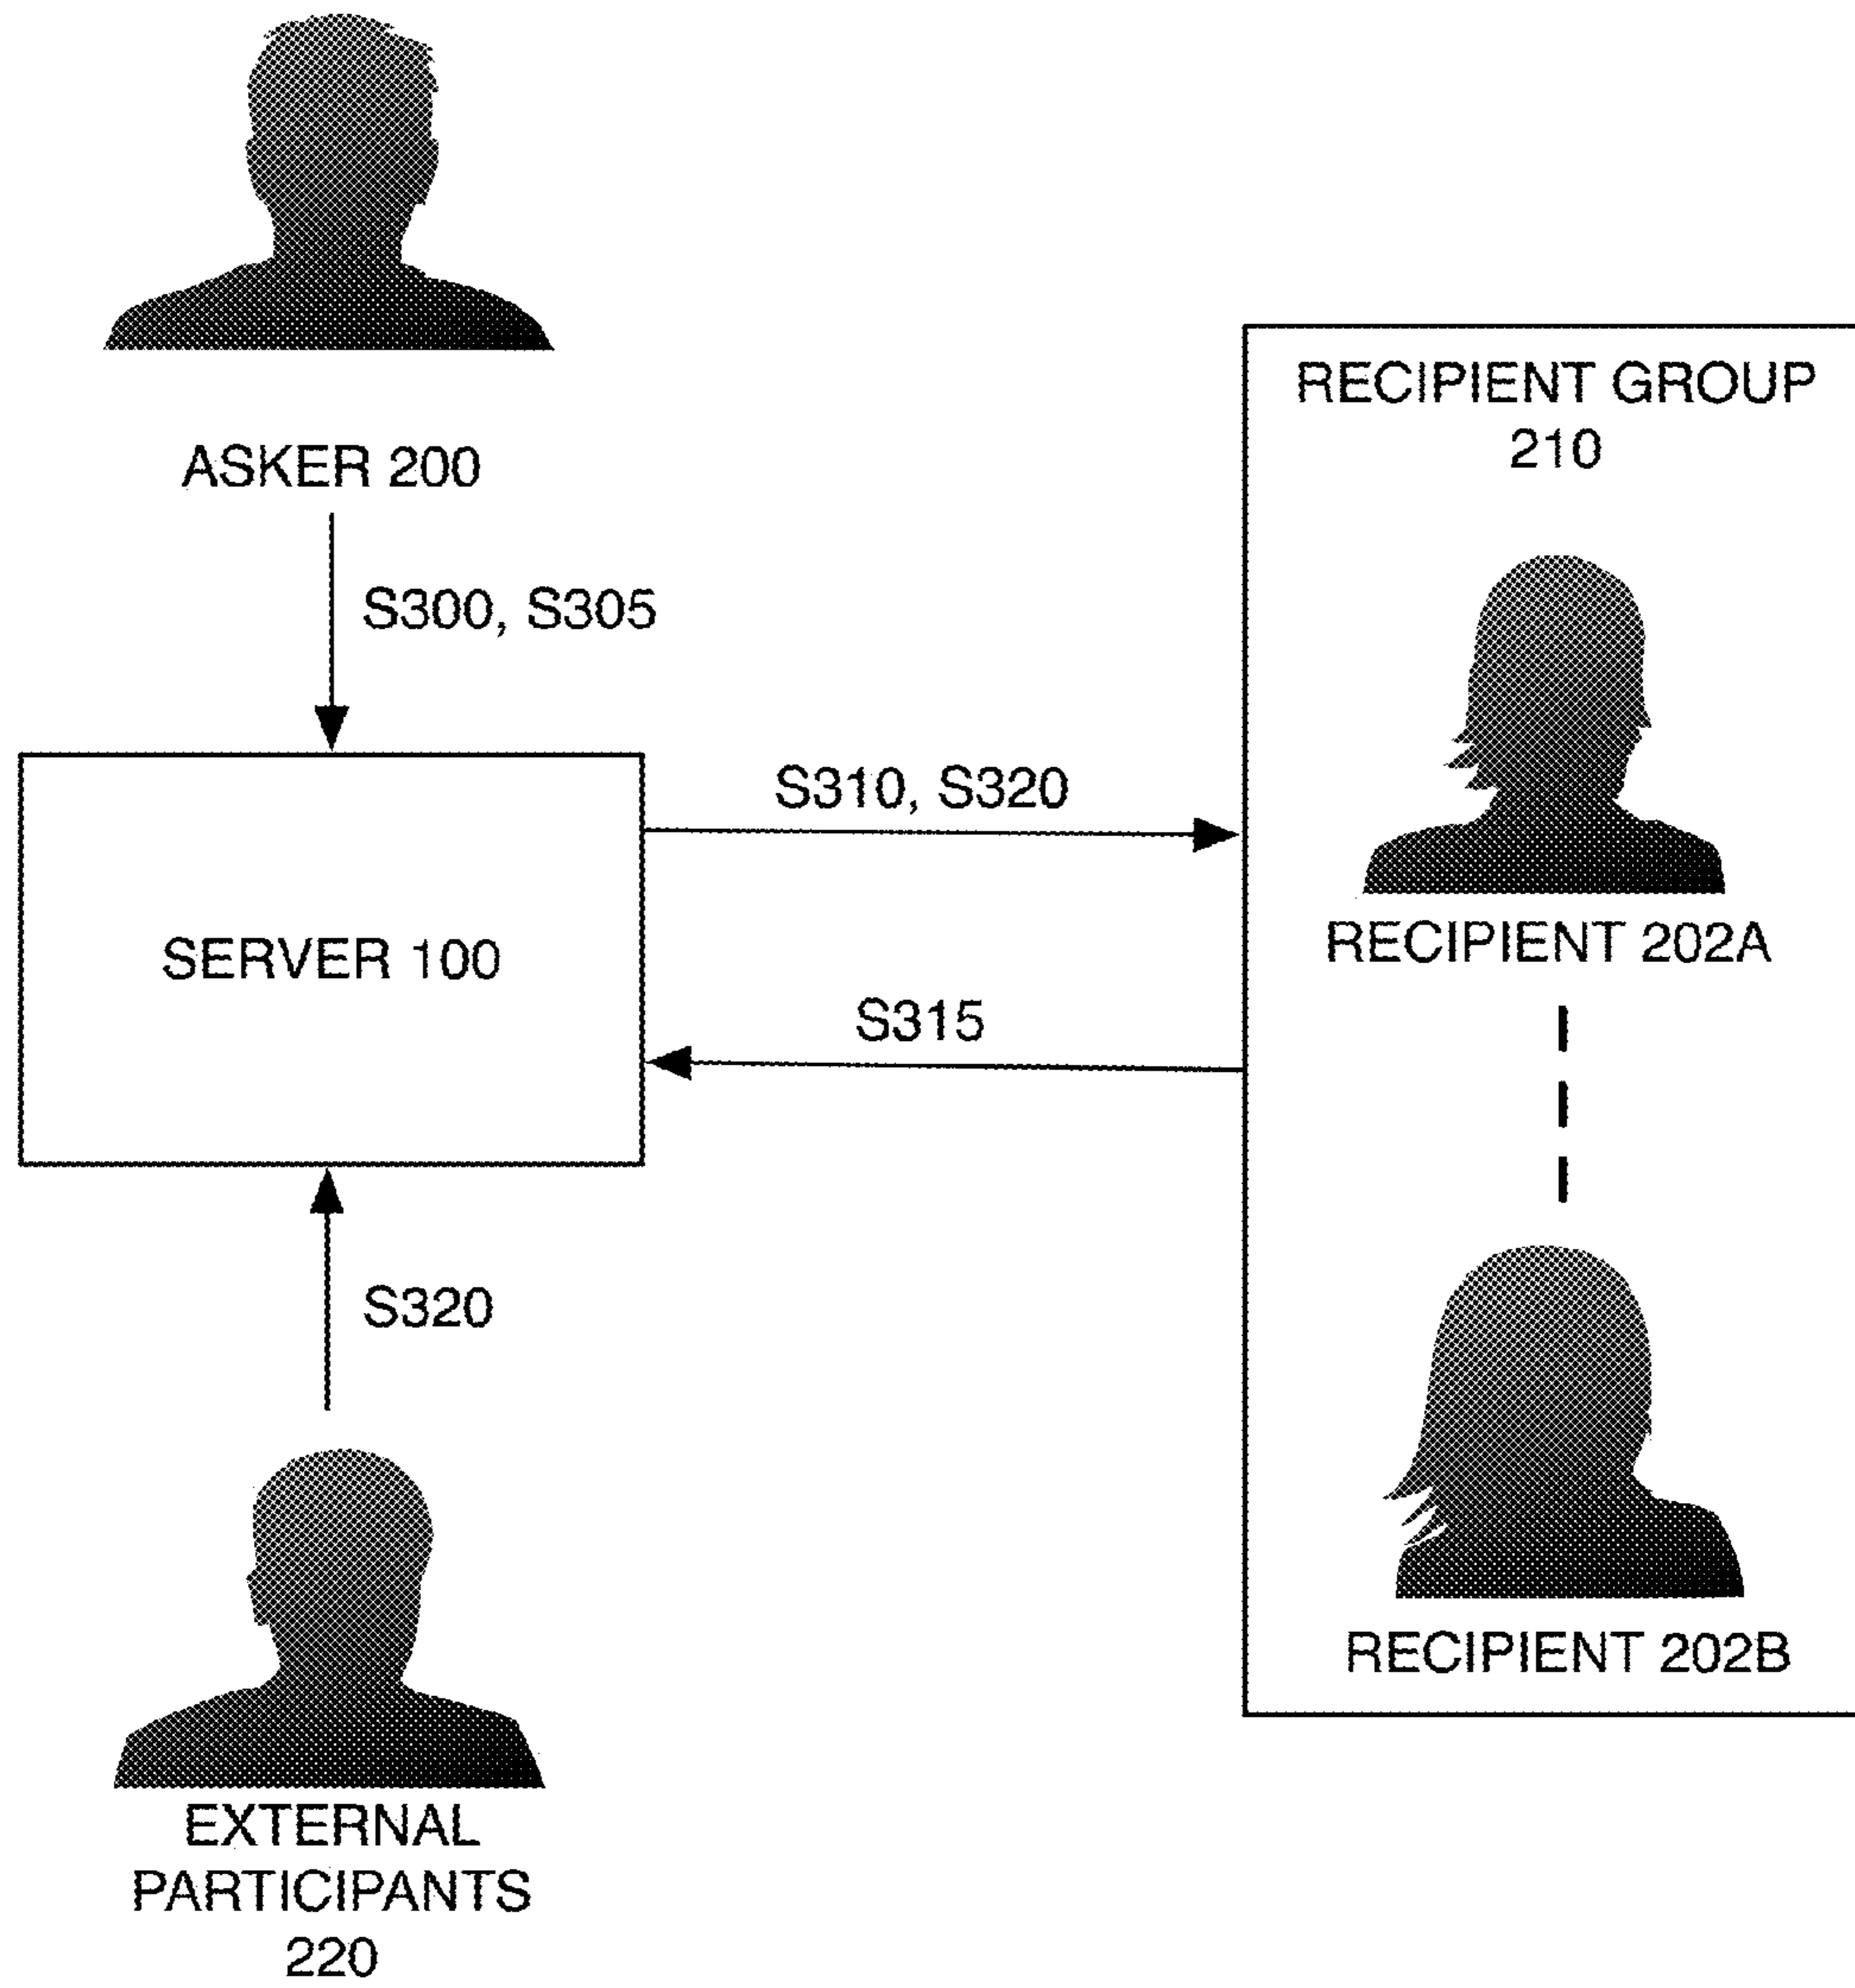 ASKER 200
S300, S305
RECIPIENT GROUP
210
S310, S320
SERVER 100
RECIPIENT 202A
S315
S320
RECIPIENT 202B
EXTERNAL
PARTICIPANTS
220